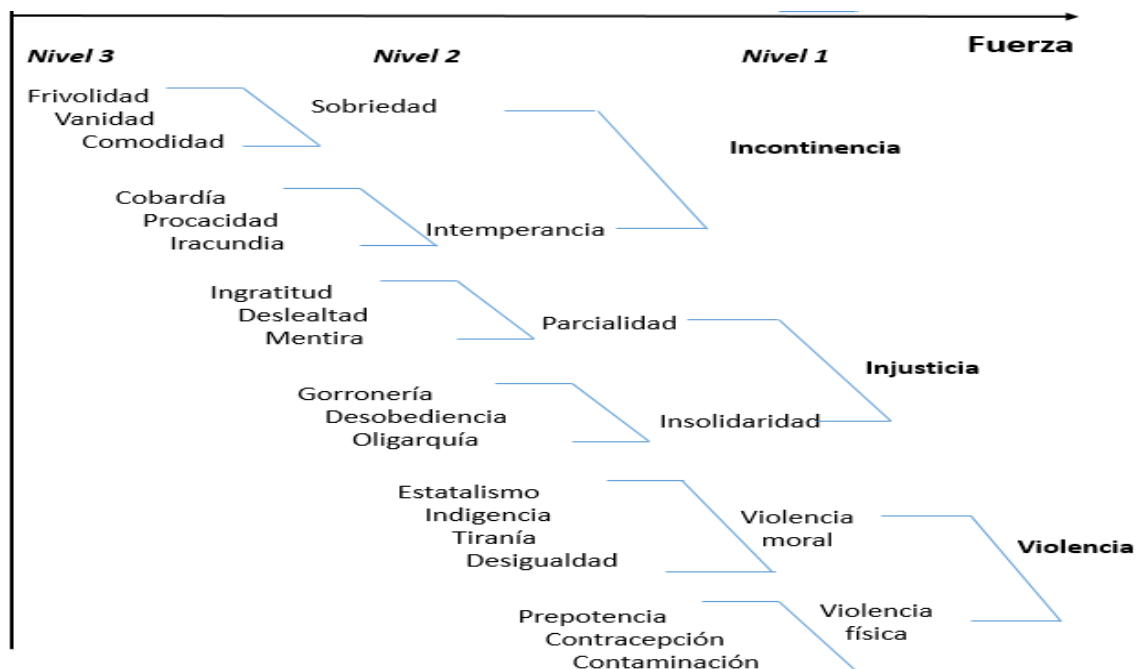 Fuerza
Nivel 3 Nivel 2 Nivel 1
Frivolidad
Vanidad
Comodidad
Sobriedad
Incontinencia
Cobardía
Procacidad
Iracundia
Intemperancia
Ingratitud
Deslealtad
Mentira
Parcialidad
Injusticia
Gorronería
Desobediencia
Oligarquía
Insolidaridad
Estatalismo
Indigencia
Tiranía
Desigualdad
Violencia
moral
Violencia
Prepotencia
Contracepción
Contaminación
Violencia
física